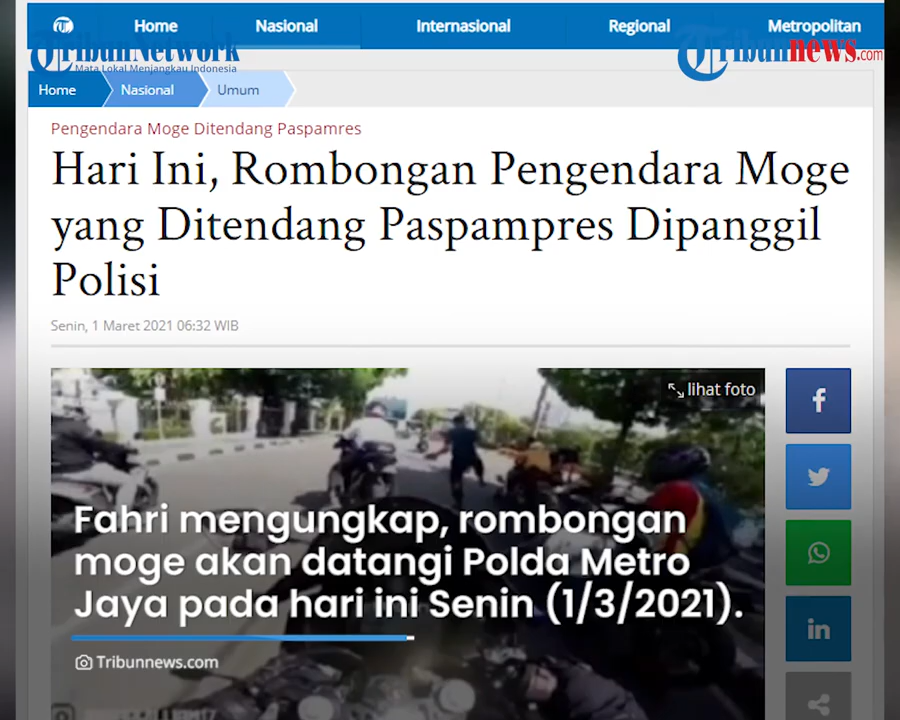 Home Nasional Internasional Regional Metropolitan
TribunNetwork
Mata Lokal Menjangkau Indonesia
Tribunnews.com
Home Nasional Umum
Pengendara Moge Ditendang Paspamres
Hari Ini, Rombongan Pengendara Moge
yang Ditendang Paspampres Dipanggil
Polisi
Senin, 1 Maret 2021 06:32 WIB
lihat foto
Fahri mengungkap, rombongan
moge akan datangi Polda Metro
Jaya pada hari ini Senin (1/3/2021).
Tribunnews.com